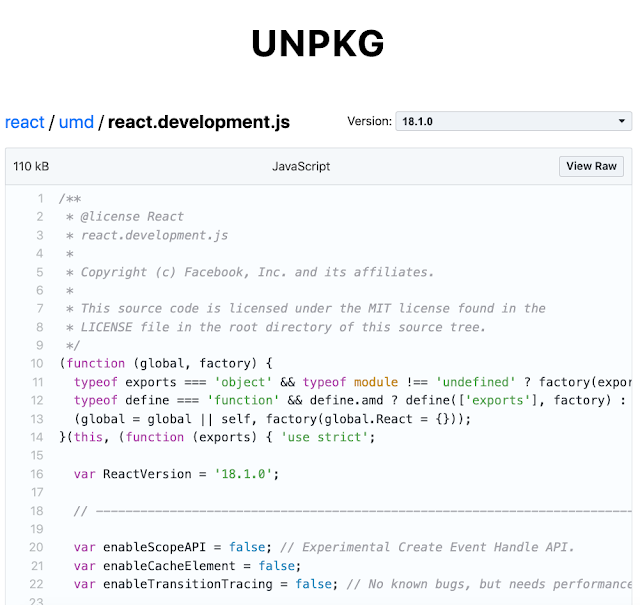 UNPKG
react / umd / react.development.js Version: 18.1.0
110 kB JavaScript View Raw
1 /**
2  * @license React
3  * react.development.js
4  *
5  * Copyright (c) Facebook, Inc. and its affiliates.
6  *
7  * This source code is licensed under the MIT license found in the
8  * LICENSE file in the root directory of this source tree.
9  */
10 (function (global, factory) {
11   typeof exports === 'object' && typeof module !== 'undefined' ? factory(expor
12   typeof define === 'function' && define.amd ? define(['exports'], factory) :
13   (global = global || self, factory(global.React = {}));
14 }(this, (function (exports) { 'use strict';
15
16   var ReactVersion = '18.1.0';
17
18   // --------------------------------------------------------------------------
19
20   var enableScopeAPI = false; // Experimental Create Event Handle API.
21   var enableCacheElement = false;
22   var enableTransitionTracing = false; // No known bugs, but needs performance
23